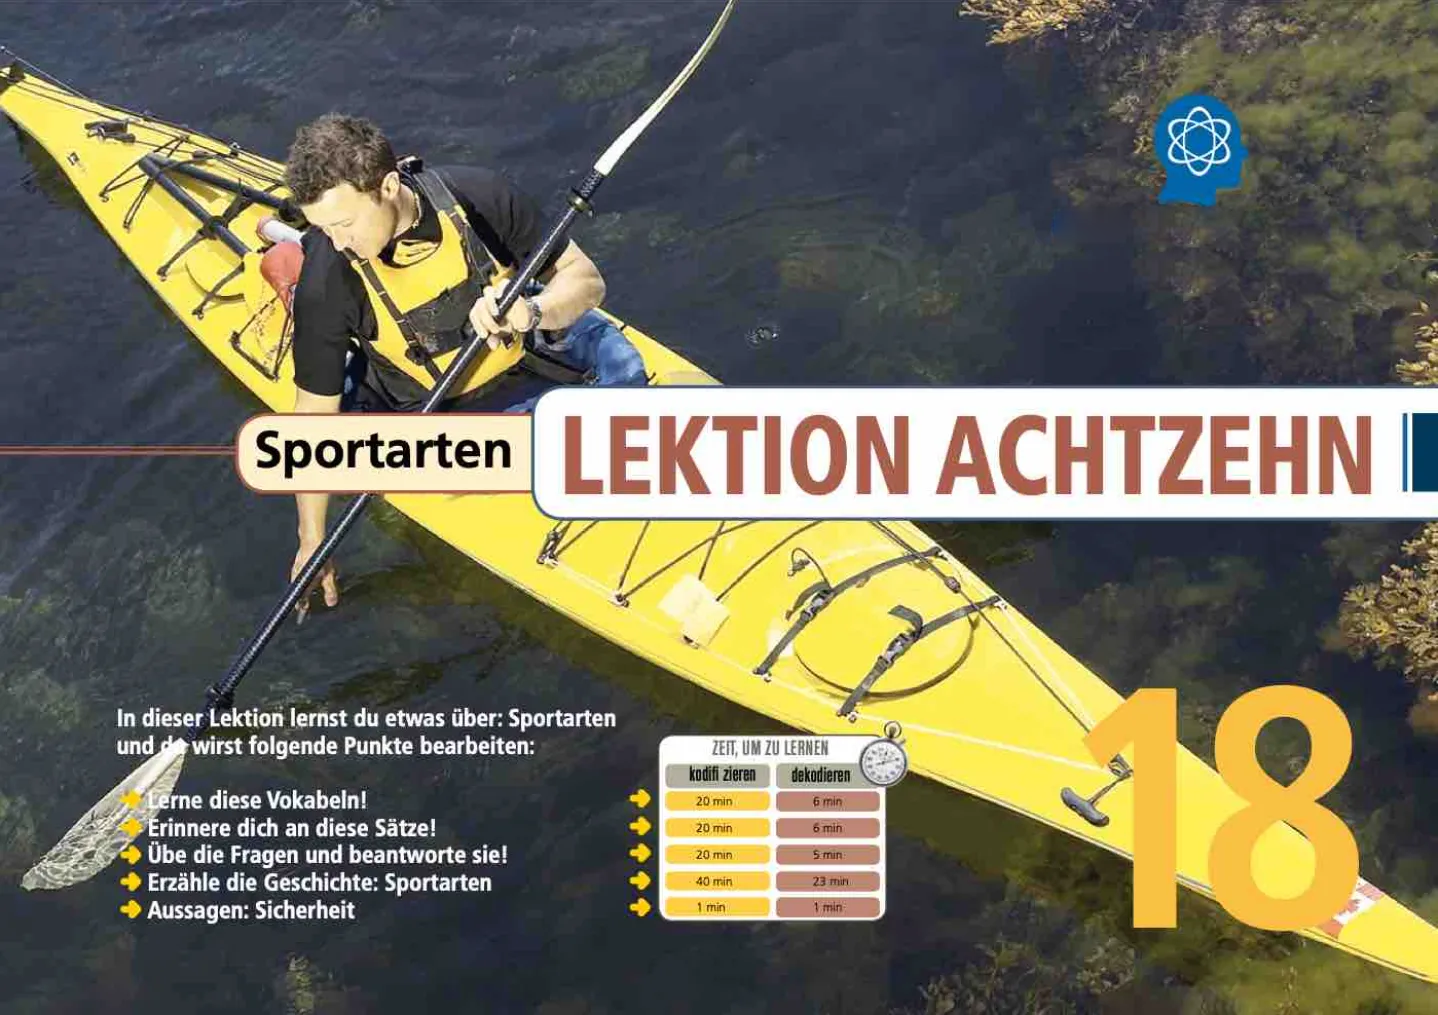 Sportarten
LEKTION ACHTZEHN
18
In dieser Lektion lernst du etwas über: Sportarten
und du wirst folgende Punkte bearbeiten:
Lerne diese Vokabeln!
Erinnere dich an diese Sätze!
Übe die Fragen und beantworte sie!
Erzähle die Geschichte: Sportarten
Aussagen: Sicherheit
ZEIT, UM ZU LERNEN
kodifi zieren dekodieren
20 min 6 min
20 min 6 min
20 min 5 min
40 min 23 min
1 min 1 min